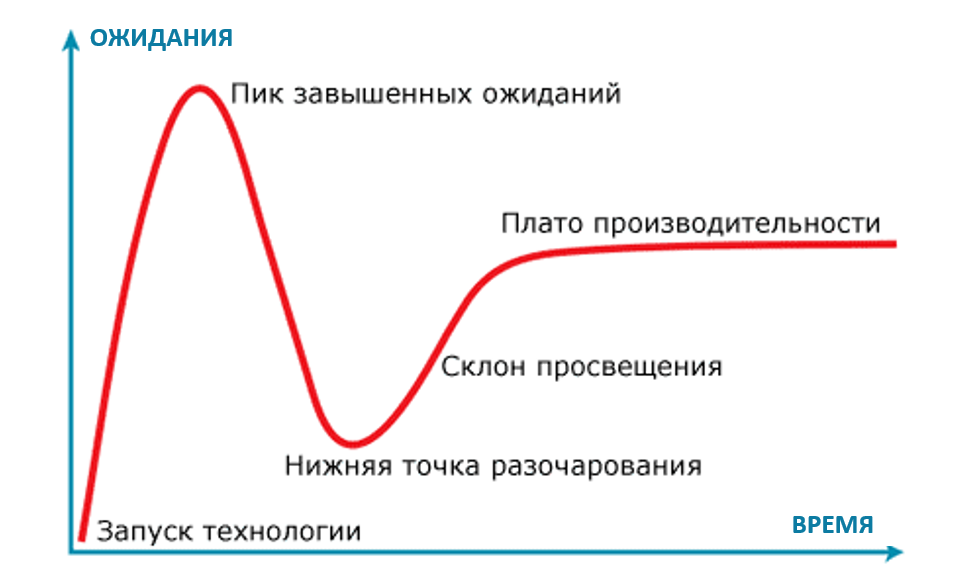 ОЖИДАНИЯ
Пик завышенных ожиданий
Плато производительности
Склон просвещения
Нижняя точка разочарования
Запуск технологии
ВРЕМЯ